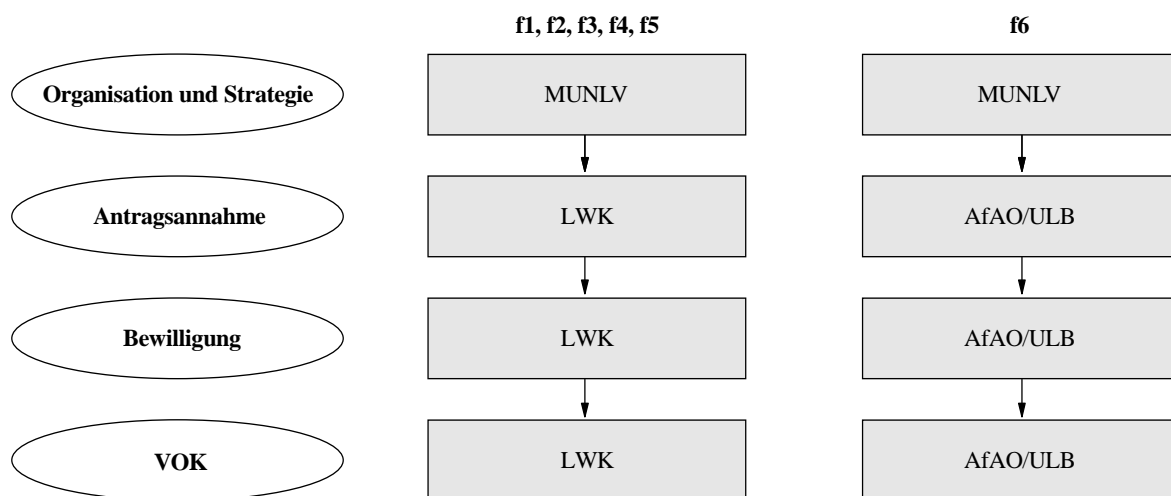 f1, f2, f3, f4, f5
f6
Organisation und Strategie
MUNLV
MUNLV
Antragsannahme
LWK
AfAO/ULB
Bewilligung
LWK
AfAO/ULB
VOK
LWK
AfAO/ULB